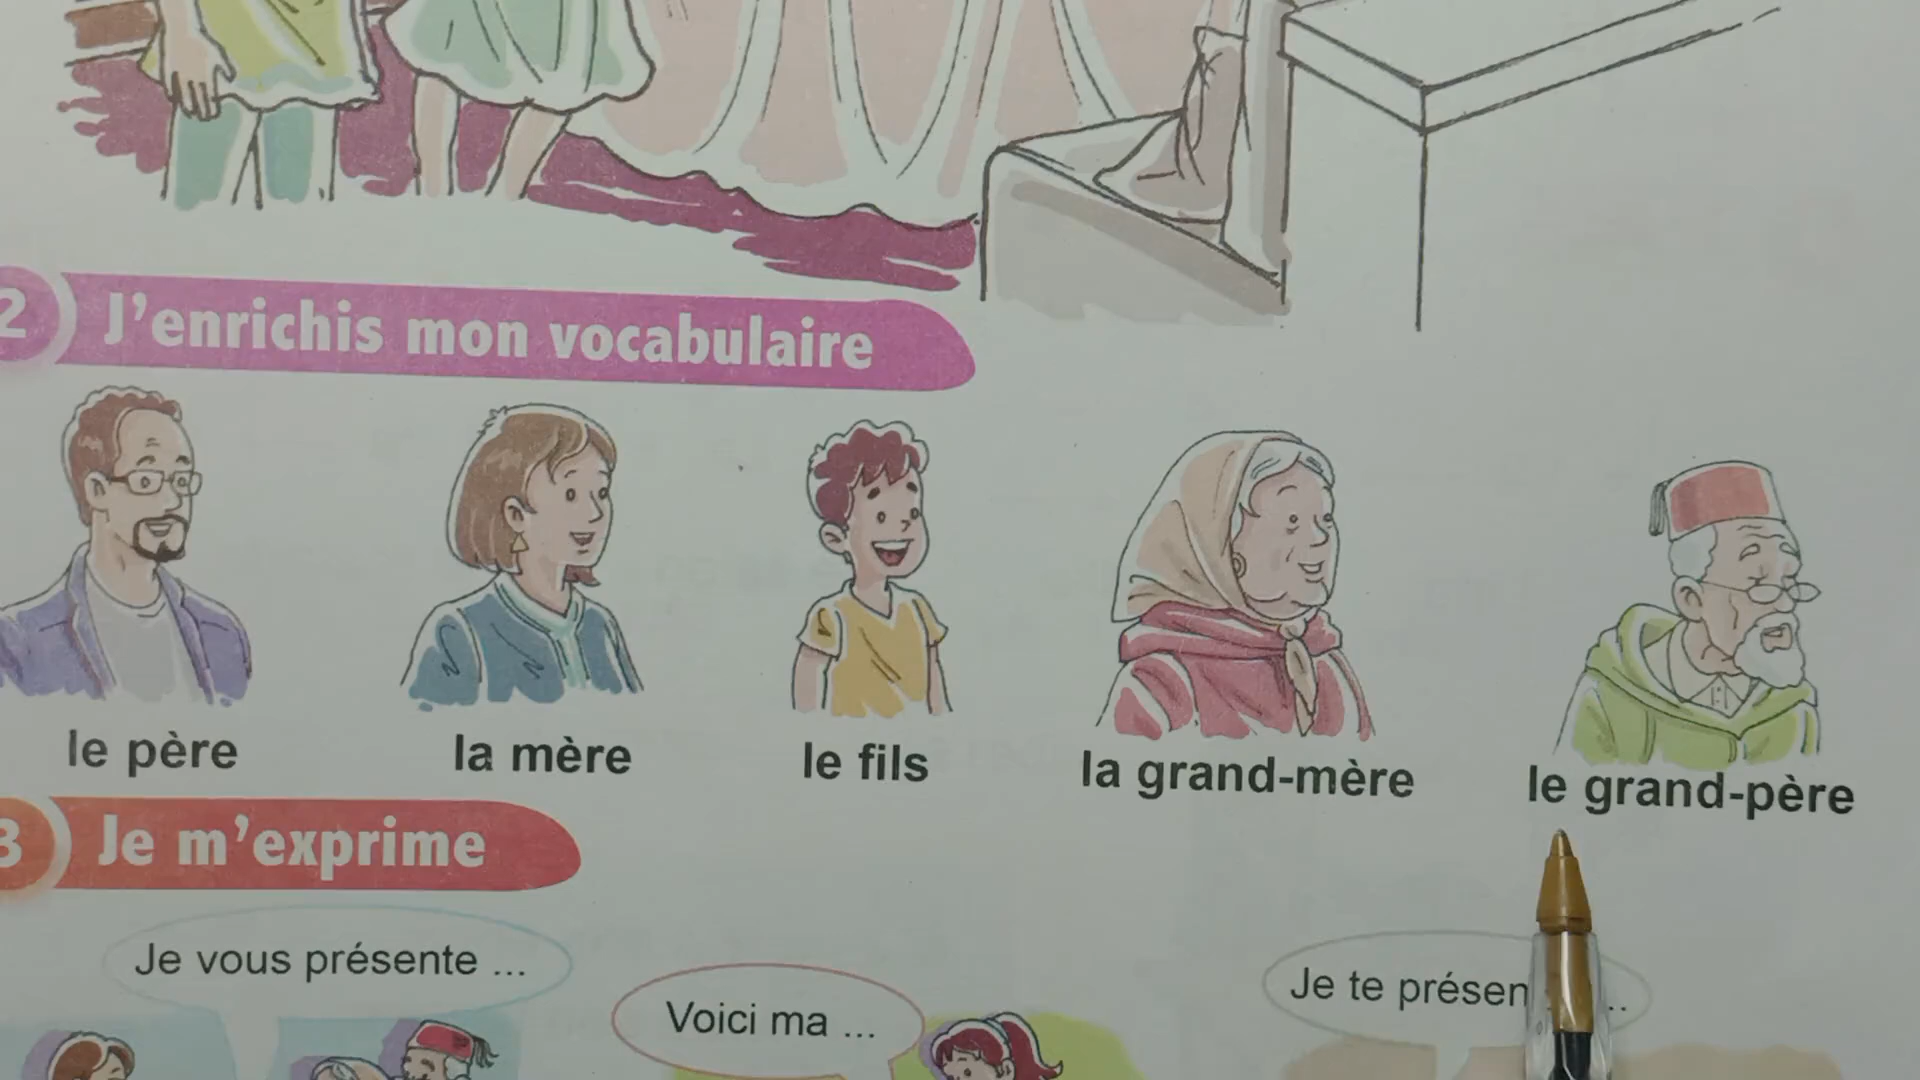 2 J'enrichis mon vocabulaire
le père
la mère
le fils
la grand-mère
le grand-père
3 Je m'exprime
Je vous présente ...
Voici ma ...
Je te